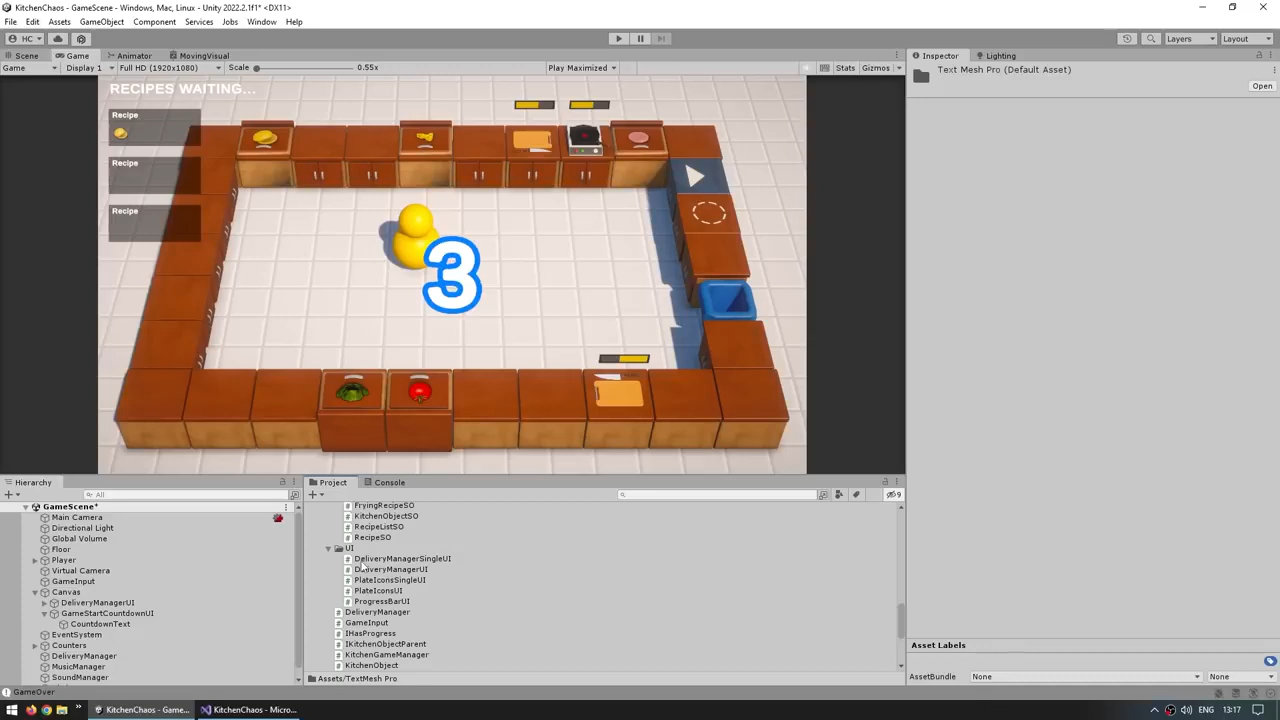 KitchenChaos - GameScene - Windows, Mac, Linux - Unity 2022.2.1f1* <DX11>
File Edit Assets GameObject Component Services Jobs Window Help
HC
Layers Layout
Scene Game Animator MovingVisual
Game Display 1 Full HD (1920x1080) Scale 0.55x Play Maximized Stats Gizmos
RECIPES WAITING...
Recipe
Recipe
Recipe
3
Inspector Lighting
Text Mesh Pro (Default Asset)
Open
Asset Labels
AssetBundle None None
Hierarchy
All
GameScene*
Main Camera
Directional Light
Global Volume
Floor
Player
Virtual Camera
GameInput
Canvas
DeliveryManagerUI
GameStartCountdownUI
CountdownText
EventSystem
Counters
DeliveryManager
MusicManager
SoundManager
Project Console
9
FryingRecipeSO
KitchenObjectSO
RecipeListSO
RecipeSO
UI
DeliveryManagerSingleUI
DeliveryManagerUI
PlateIconsSingleUI
PlateIconsUI
ProgressBarUI
DeliveryManager
GameInput
IHasProgress
IKitchenObjectParent
KitchenGameManager
KitchenObject
Assets/TextMesh Pro
GameOver
KitchenChaos - Game...
KitchenChaos - Micro...
ENG 13:17